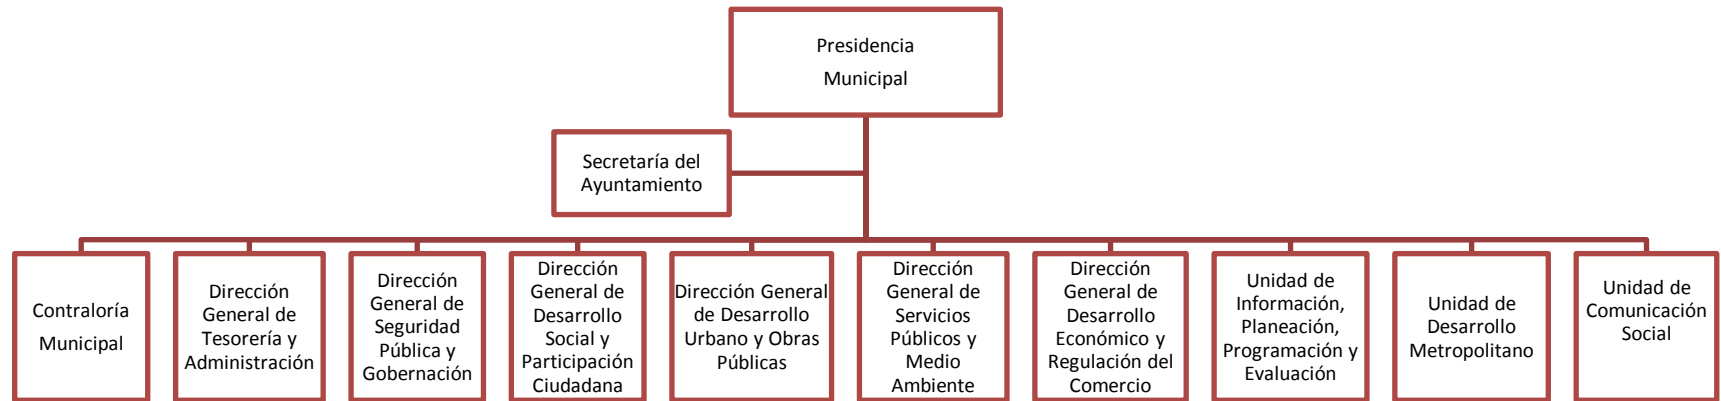 Presidencia
Municipal
Secretaría del
Ayuntamiento
Contraloría
Municipal
Dirección
General de
Tesorería y
Administración
Dirección
General de
Seguridad
Pública y
Gobernación
Dirección
General de
Desarrollo
Social y
Participación
Ciudadana
Dirección General
de Desarrollo
Urbano y Obras
Públicas
Dirección
General de
Servicios
Públicos y
Medio
Ambiente
Dirección
General de
Desarrollo
Económico y
Regulación del
Comercio
Unidad de
Información,
Planeación,
Programación y
Evaluación
Unidad de
Desarrollo
Metropolitano
Unidad de
Comunicación
Social